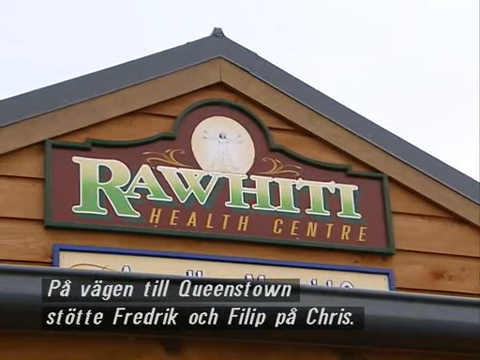 RAWHITI
HEALTH CENTRE
På vägen till Queenstown
stötte Fredrik och Filip på Chris.